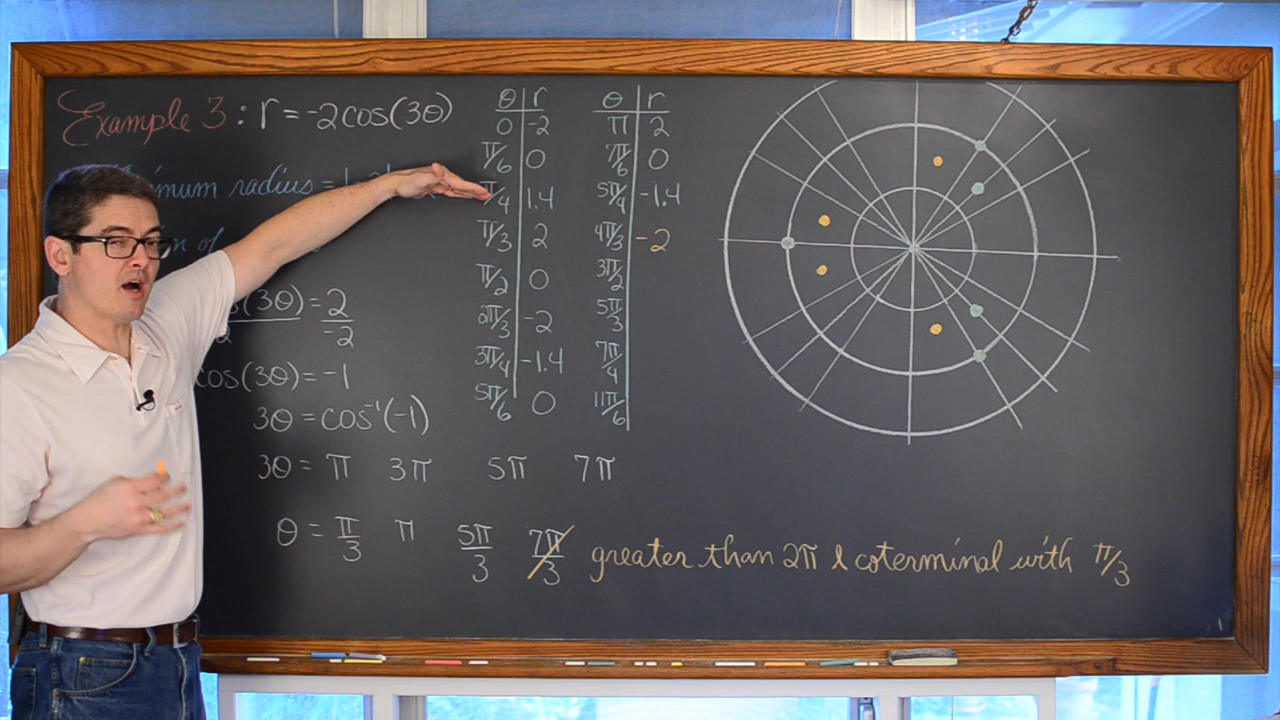 Example 3: r = -2cos(3θ)
imum radius =
n of
s(3θ) = 2
2 -2
cos(3θ) = -1
3θ = cos⁻¹(-1)
3θ = π 3π 5π 7π
θ = π/3 π 5π/3 7π/3 greater than 2π & coterminal with π/3
θ r
0 -2
π/6 0
π/4 1.4
π/3 2
π/2 0
2π/3 -2
3π/4 -1.4
5π/6 0
θ r
π 2
7π/6 0
5π/4 -1.4
4π/3 -2
3π/2
5π/3
7π/4
11π/6